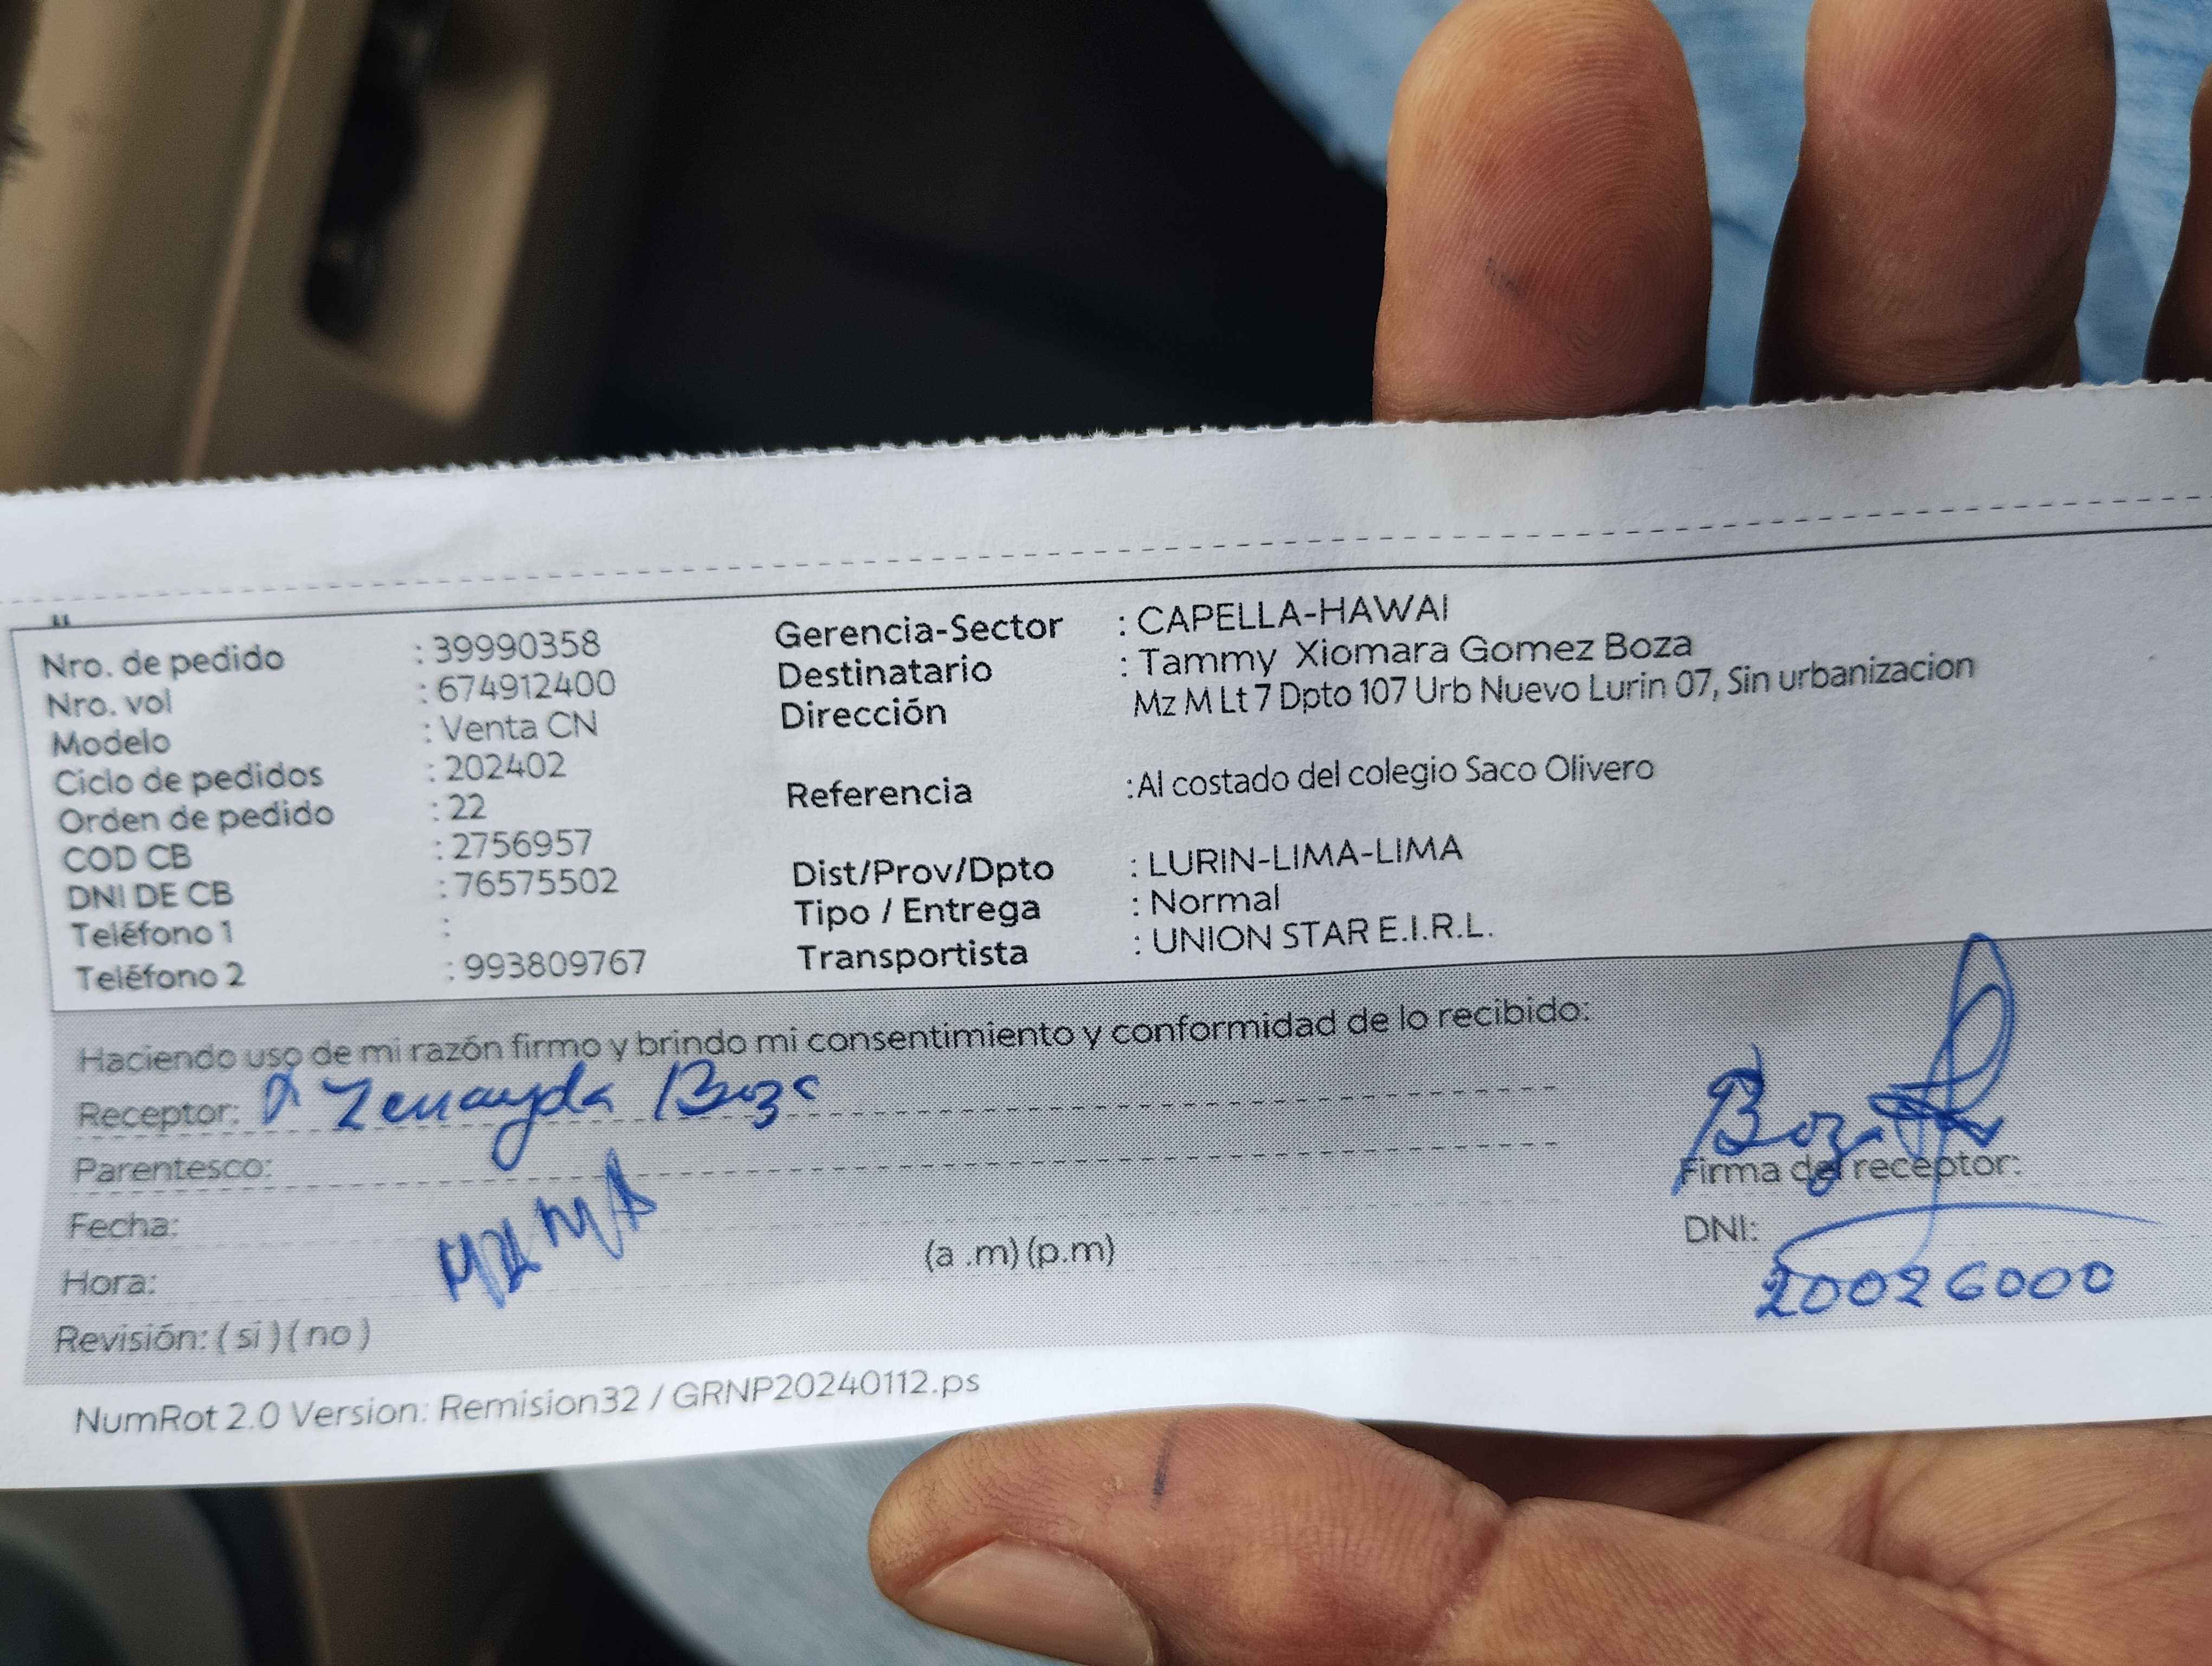 Nro. de pedido : 39990358 Gerencia-Sector : CAPELLA-HAWAI
Nro. vol : 674912400 Destinatario : Tammy Xiomara Gomez Boza
Modelo : Venta CN Dirección Mz M Lt 7 Dpto 107 Urb Nuevo Lurin 07, Sin urbanizacion
Ciclo de pedidos : 202402
Orden de pedido : 22 Referencia :Al costado del colegio Saco Olivero
COD CB : 2756957
DNI DE CB : 76575502 Dist/Prov/Dpto : LURIN-LIMA-LIMA
Teléfono 1 : Tipo / Entrega : Normal
Teléfono 2 : 993809767 Transportista : UNION STAR E.I.R.L.
Haciendo uso de mi razón firmo y brindo mi consentimiento y conformidad de lo recibido:
Receptor: Zenayda Boza
Parentesco: MAMA
Firma del receptor: Boza
Fecha:
DNI: 20026000
Hora: (a .m) (p.m)
Revisión: ( si ) ( no )
NumRot 2.0 Version: Remision32 / GRNP20240112.ps